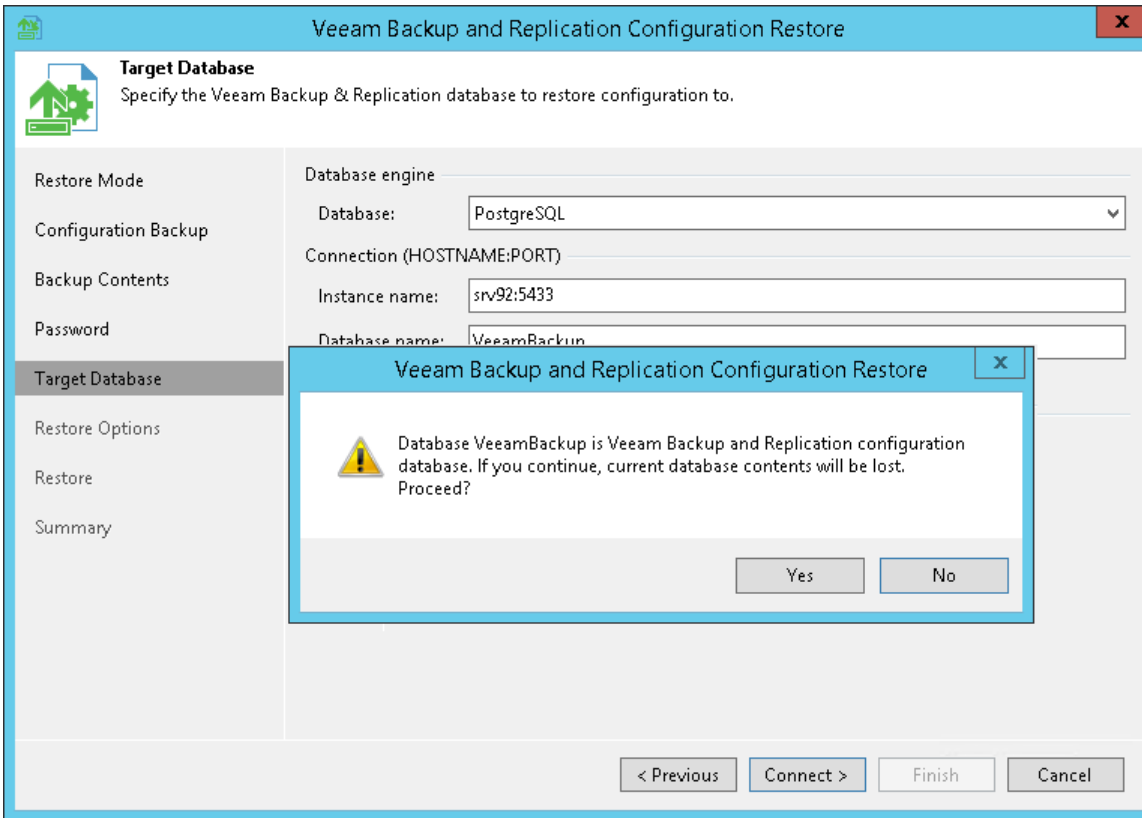 Veeam Backup and Replication Configuration Restore
x
Target Database
Specify the Veeam Backup & Replication database to restore configuration to.
Restore Mode
Configuration Backup
Backup Contents
Password
Target Database
Restore Options
Restore
Summary
Database engine
Database: PostgreSQL
Connection (HOSTNAME:PORT)
Instance name: srv92:5433
Database name: VeeamBackup
Veeam Backup and Replication Configuration Restore
x
Database VeeamBackup is Veeam Backup and Replication configuration
database. If you continue, current database contents will be lost.
Proceed?
Yes No
< Previous Connect > Finish Cancel